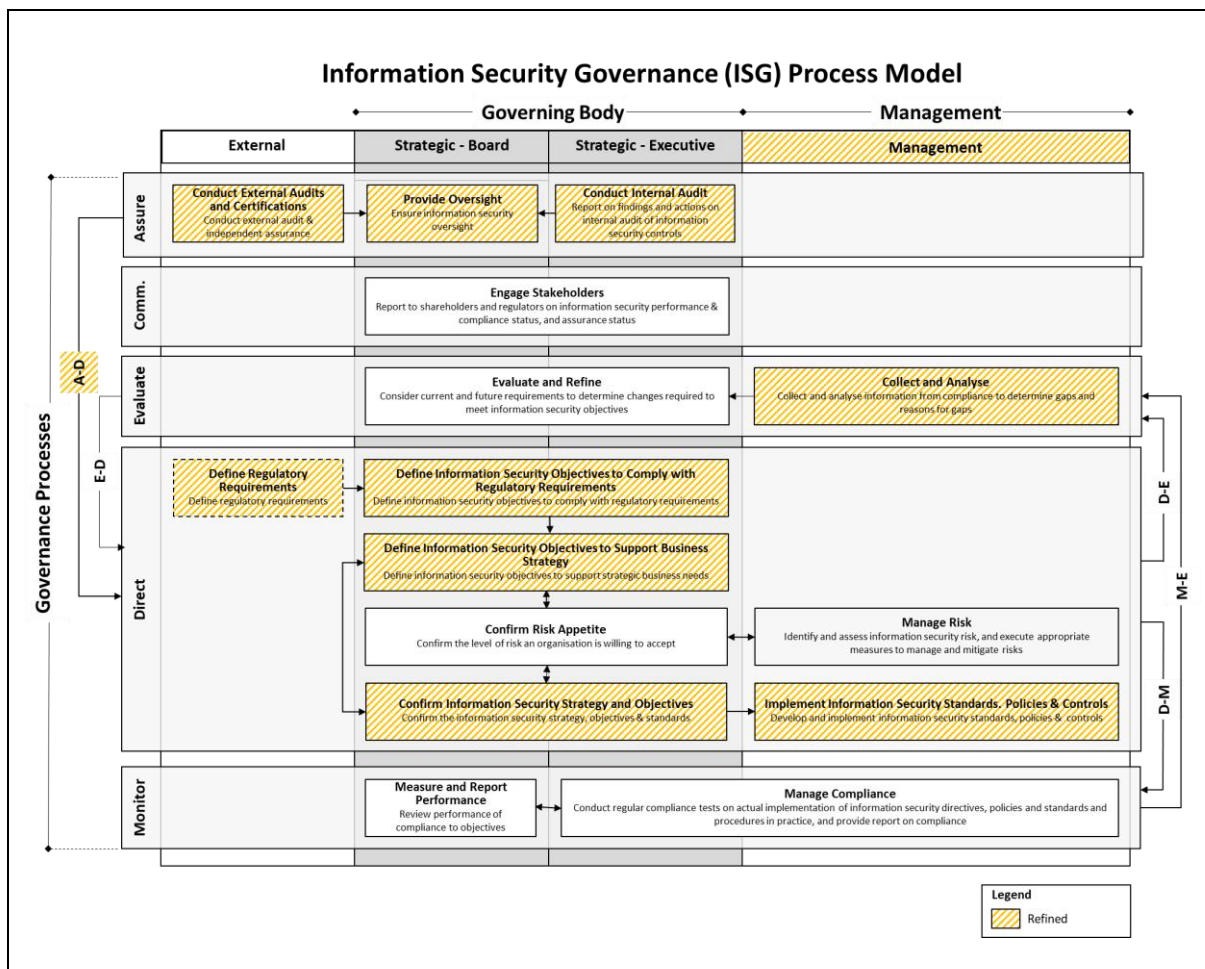 Information Security Governance (ISG) Process Model
Governing Body
Management
External
Strategic - Board
Strategic - Executive
Management
Governance Processes
A-D
E-D
Assure
Conduct External Audits
and Certifications
Conduct external audit &
independent assurance
Provide Oversight
Ensure information security
oversight
Conduct Internal Audit
Report on findings and actions on
internal audit of information
security controls
Comm.
Engage Stakeholders
Report to shareholders and regulators on information security performance &
compliance status, and assurance status
Evaluate
Evaluate and Refine
Consider current and future requirements to determine changes required to
meet information security objectives
Collect and Analyse
Collect and analyse information from compliance to determine gaps and
reasons for gaps
Direct
Define Regulatory
Requirements
Define regulatory requirements
Define Information Security Objectives to Comply with
Regulatory Requirements
Define information security objectives to comply with regulatory requirements
Define Information Security Objectives to Support Business
Strategy
Define information security objectives to support strategic business needs
Confirm Risk Appetite
Confirm the level of risk an organisation is willing to accept
Manage Risk
Identify and assess information security risk, and execute appropriate
measures to manage and mitigate risks
Confirm Information Security Strategy and Objectives
Confirm the information security strategy, objectives & standards
Implement Information Security Standards. Policies & Controls
Develop and implement information security standards, policies & controls
D-E
M-E
D-M
Monitor
Measure and Report
Performance
Review performance of
compliance to objectives
Manage Compliance
Conduct regular compliance tests on actual implementation of information security directives, policies and standards and
procedures in practice, and provide report on compliance
Legend
Refined